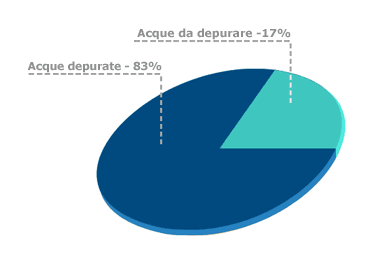 Acque da depurare -17%
Acque depurate - 83%